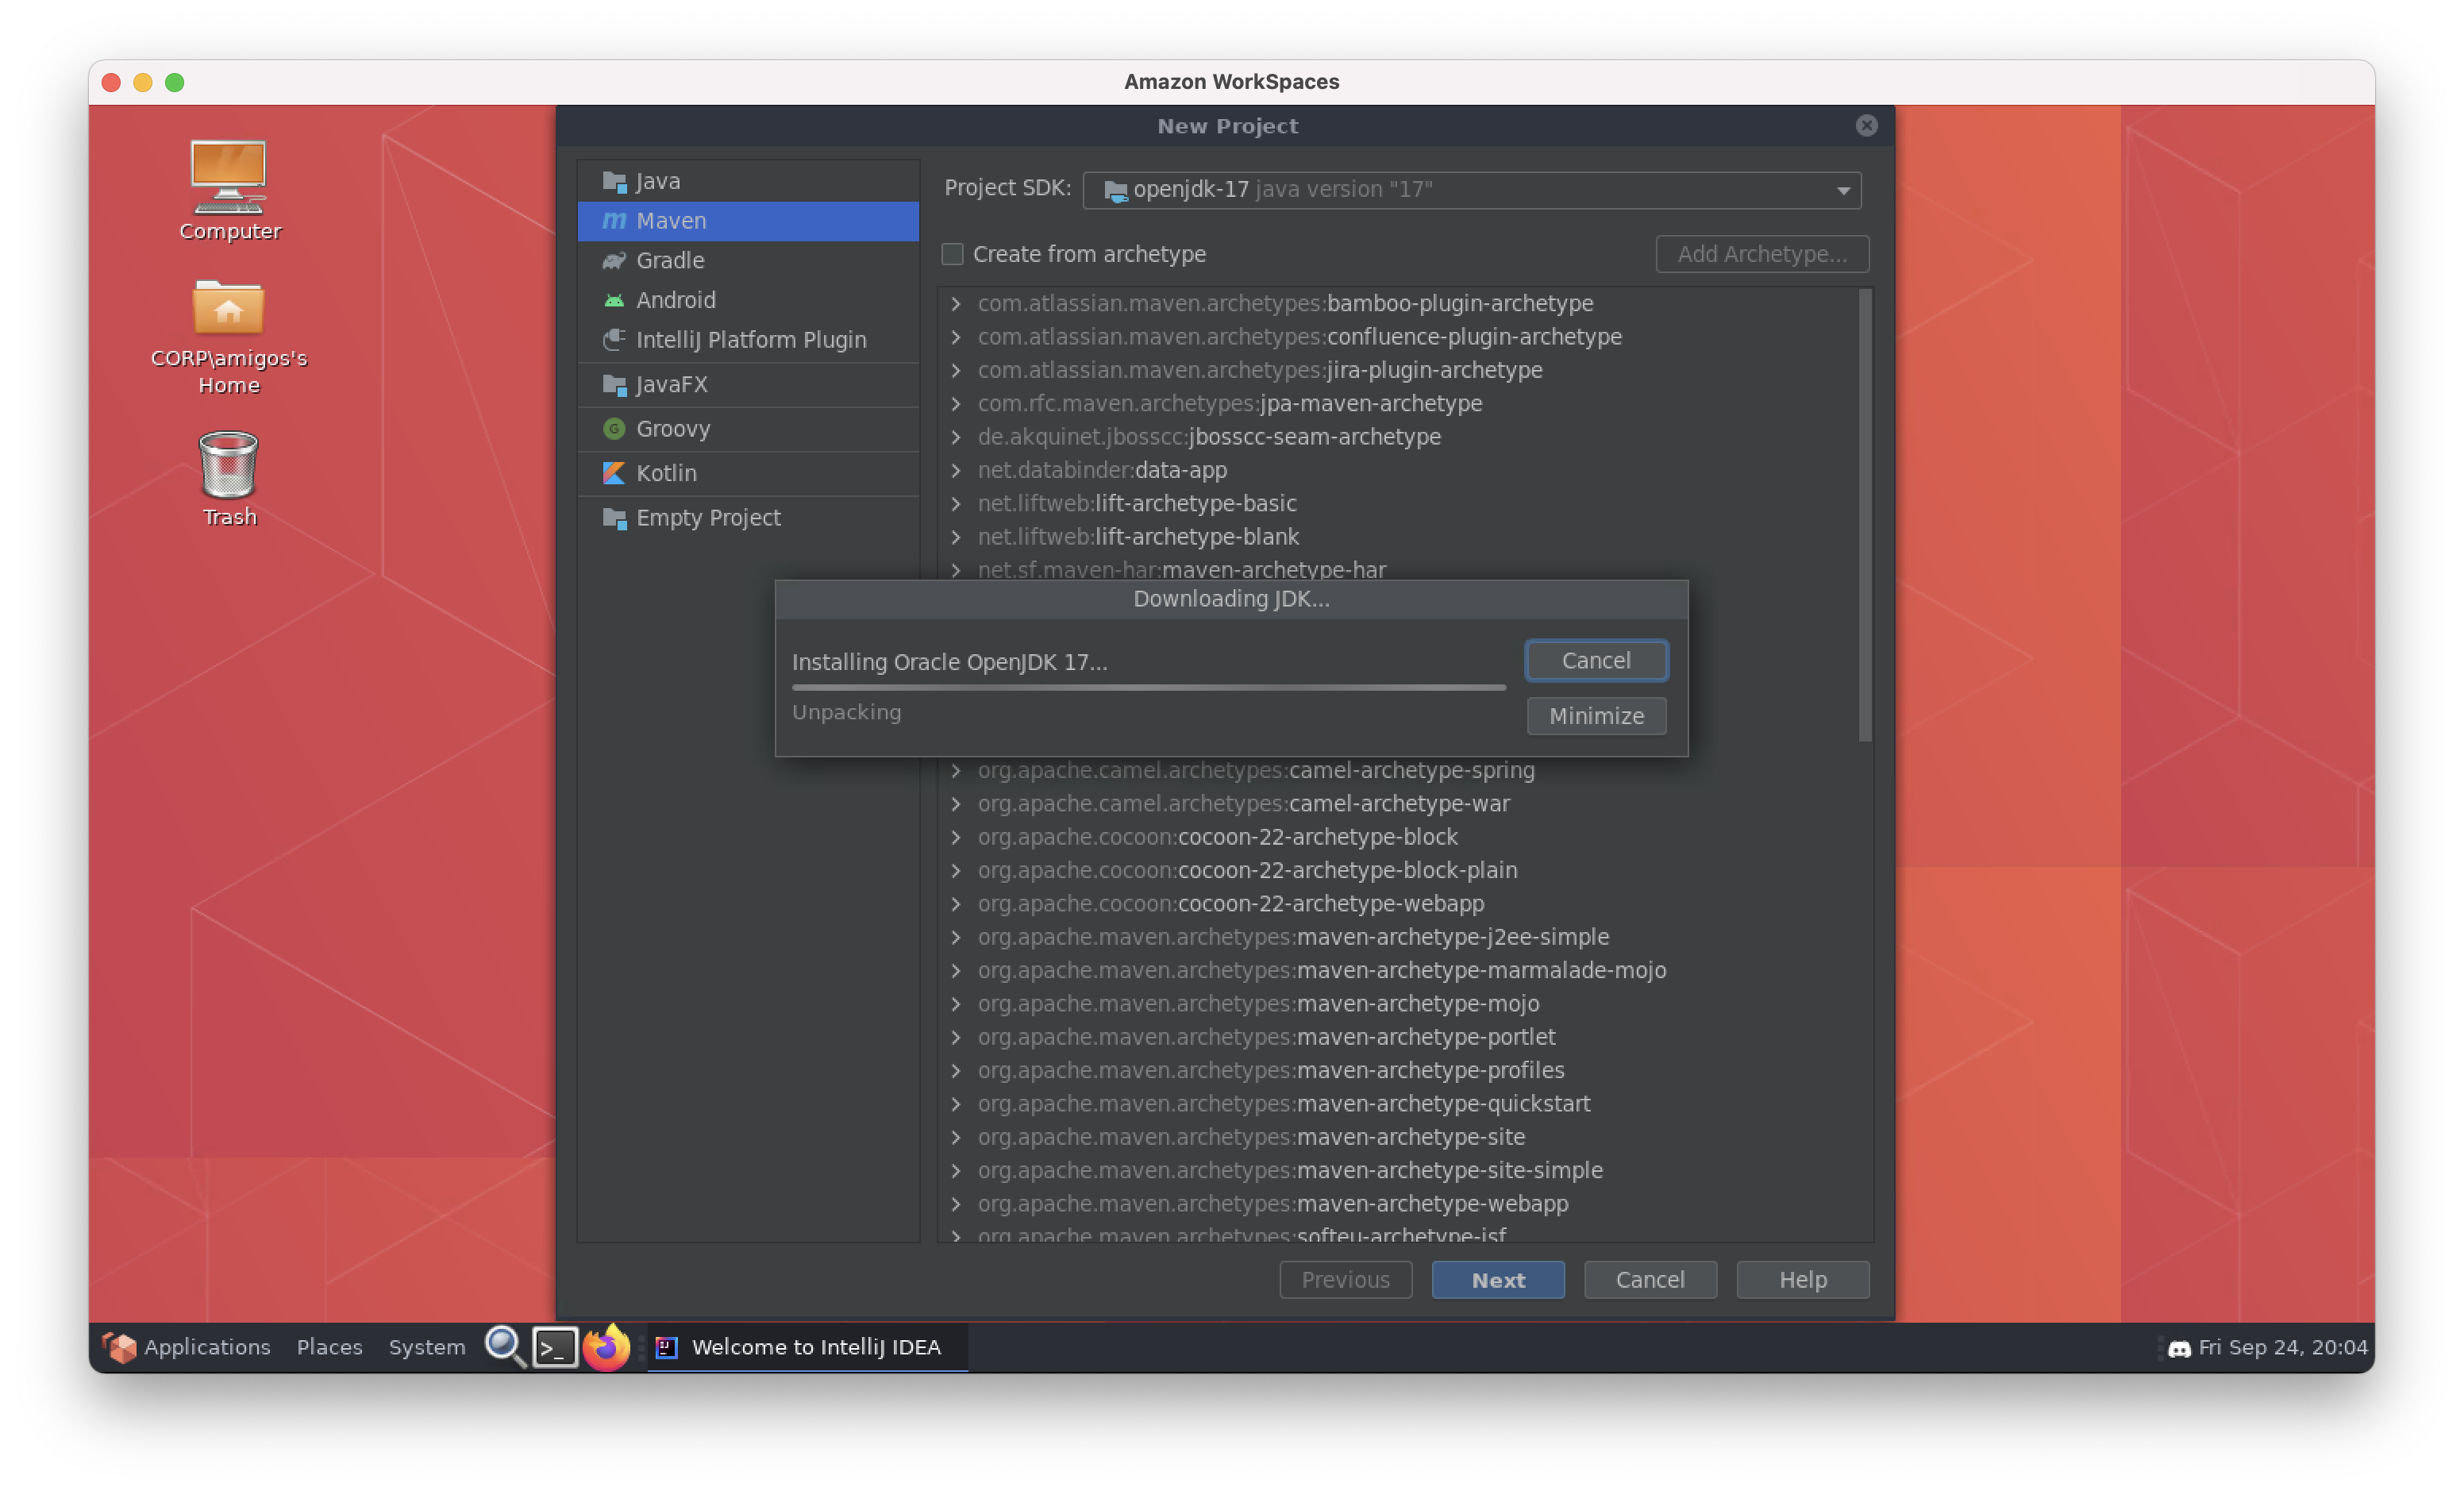 Amazon WorkSpaces
Computer
CORP\amigos's
Home
Trash
New Project
Java
Maven
Gradle
Android
IntelliJ Platform Plugin
JavaFX
Groovy
Kotlin
Empty Project
Project SDK: openjdk-17 java version "17"
Create from archetype
Add Archetype...
com.atlassian.maven.archetypes:bamboo-plugin-archetype
com.atlassian.maven.archetypes:confluence-plugin-archetype
com.atlassian.maven.archetypes:jira-plugin-archetype
com.rfc.maven.archetypes:jpa-maven-archetype
de.akquinet.jbosscc:jbosscc-seam-archetype
net.databinder:data-app
net.liftweb:lift-archetype-basic
net.liftweb:lift-archetype-blank
net.sf.maven-har:maven-archetype-har
Downloading JDK...
Installing Oracle OpenJDK 17...
Cancel
Unpacking
Minimize
org.apache.camel.archetypes:camel-archetype-spring
org.apache.camel.archetypes:camel-archetype-war
org.apache.cocoon:cocoon-22-archetype-block
org.apache.cocoon:cocoon-22-archetype-block-plain
org.apache.cocoon:cocoon-22-archetype-webapp
org.apache.maven.archetypes:maven-archetype-j2ee-simple
org.apache.maven.archetypes:maven-archetype-marmalade-mojo
org.apache.maven.archetypes:maven-archetype-mojo
org.apache.maven.archetypes:maven-archetype-portlet
org.apache.maven.archetypes:maven-archetype-profiles
org.apache.maven.archetypes:maven-archetype-quickstart
org.apache.maven.archetypes:maven-archetype-site
org.apache.maven.archetypes:maven-archetype-site-simple
org.apache.maven.archetypes:maven-archetype-webapp
org.apache.maven.archetypes:softeu-archetype-jsf
Previous
Next
Cancel
Help
Applications Places System Welcome to IntelliJ IDEA Fri Sep 24, 20:04